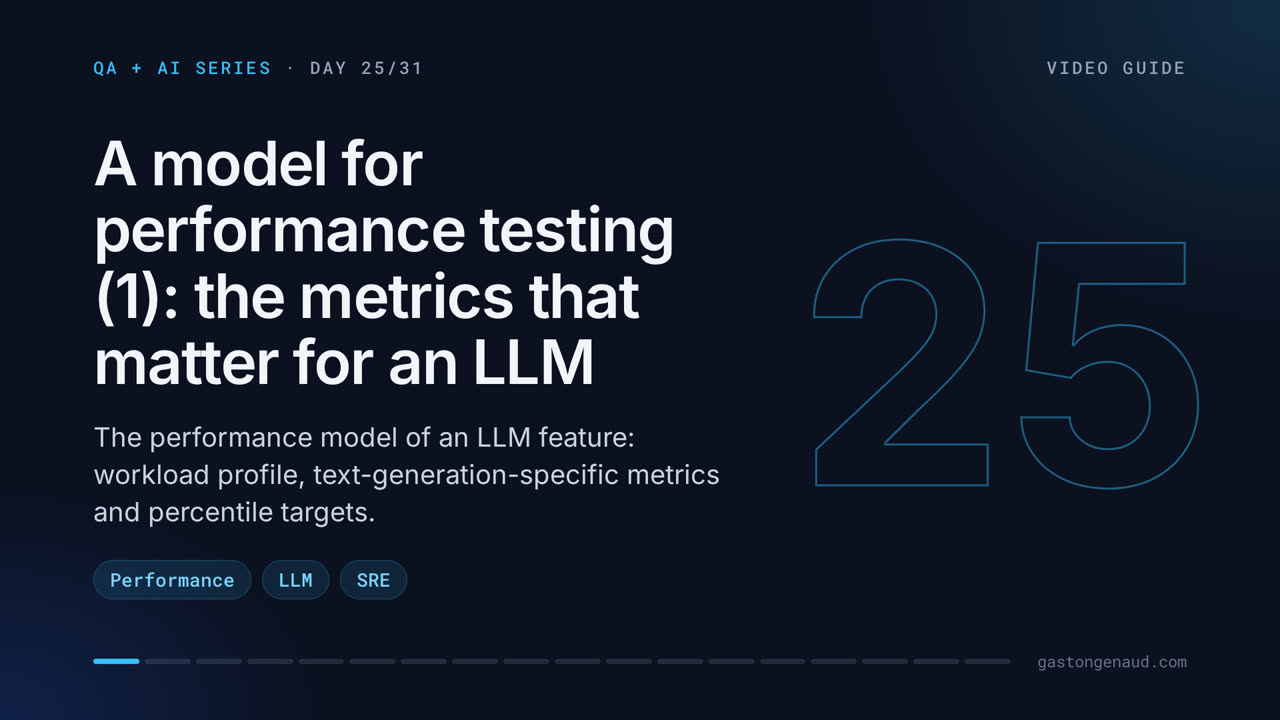 QA + AI SERIES · DAY 25/31
VIDEO GUIDE
A model for
performance testing
(1): the metrics that
matter for an LLM
25
The performance model of an LLM feature:
workload profile, text-generation-specific metrics
and percentile targets.
Performance
LLM
SRE
gastongenaud.com